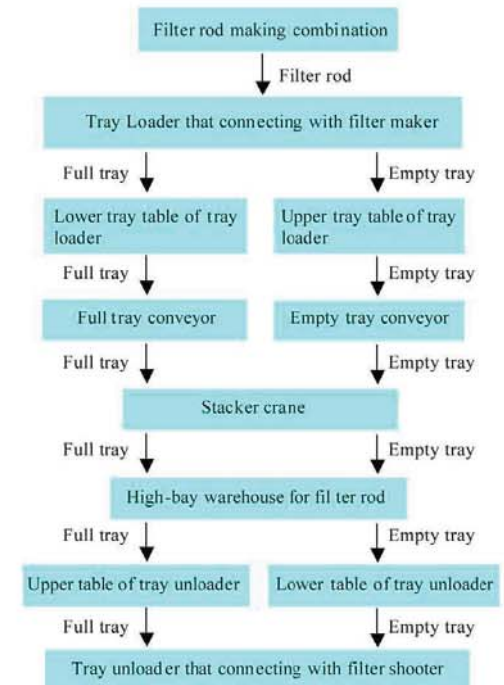 Filter rod making combination
Filter rod
Tray Loader that connecting with filter maker
Full tray
Empty tray
Lower tray table of tray
loader
Upper tray table of tray
loader
Full tray
Empty tray
Full tray conveyor
Empty tray conveyor
Full tray
Empty tray
Stacker crane
Full tray
Empty tray
High-bay warehouse for fil ter rod
Full tray
Empty tray
Upper table of tray unloader
Lower table of tray unloader
Full tray
Empty tray
Tray unloader that connecting with filter shooter